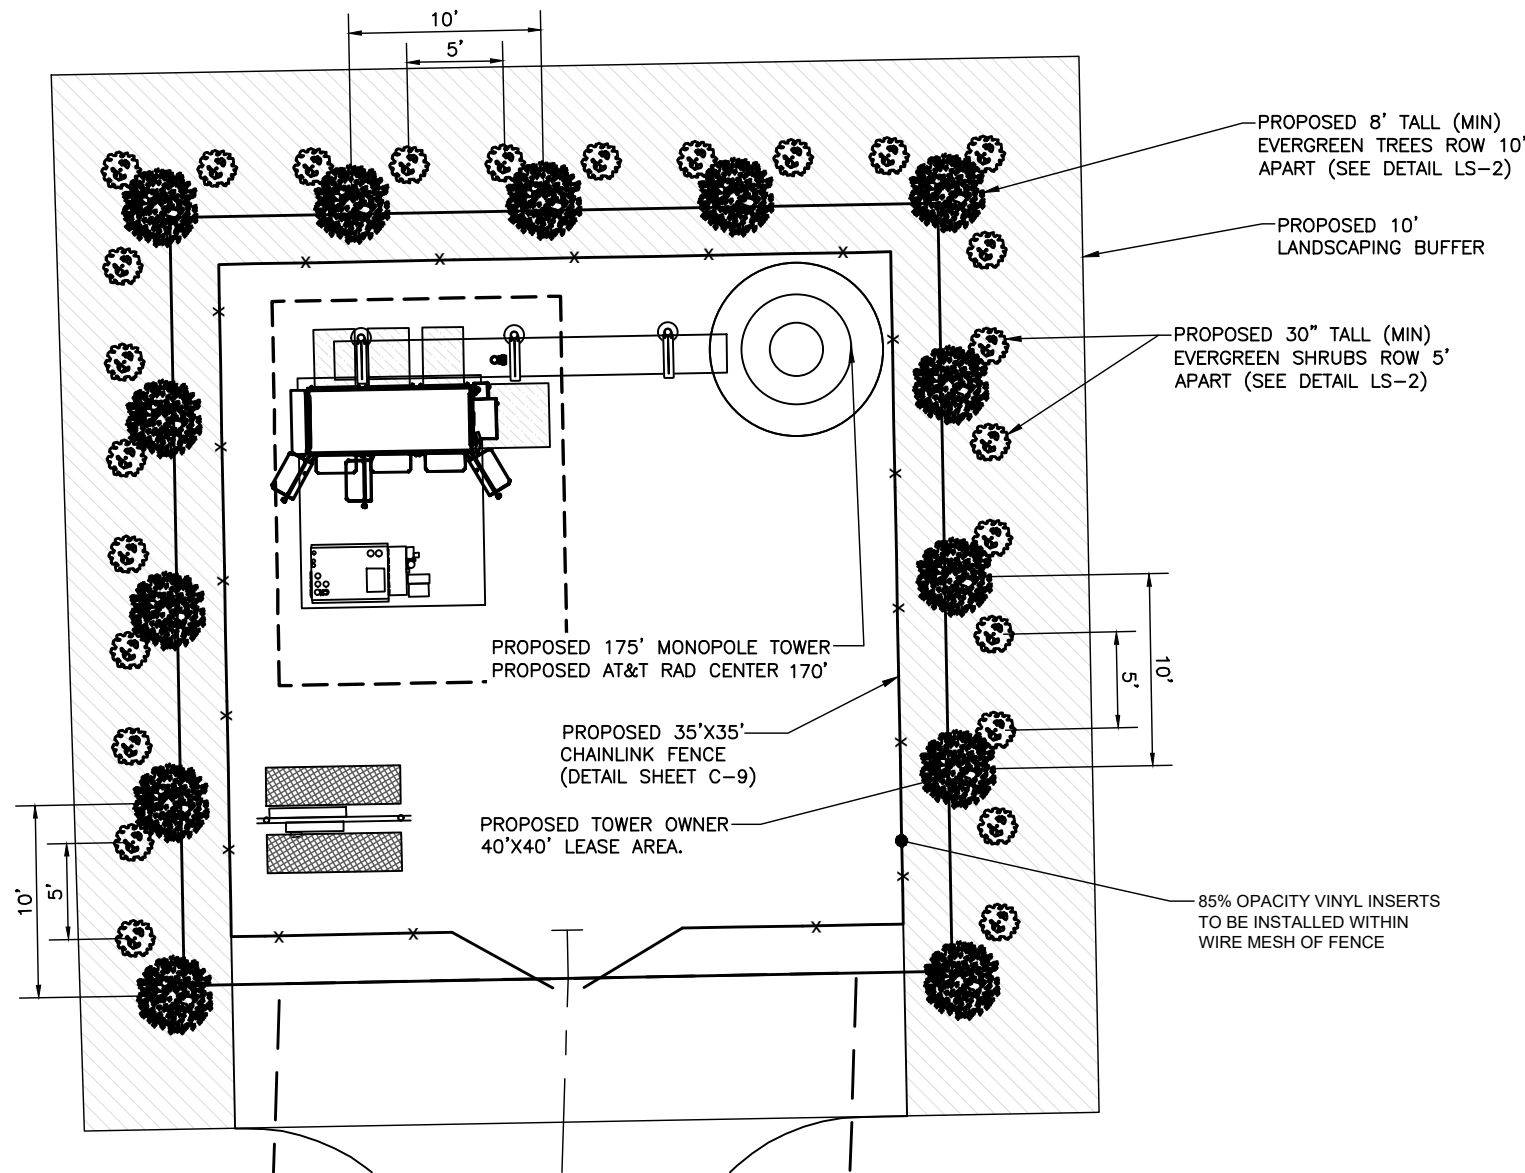 10'
5'
PROPOSED 8' TALL (MIN)
EVERGREEN TREES ROW 10'
APART (SEE DETAIL LS-2)
PROPOSED 10'
LANDSCAPING BUFFER
PROPOSED 30" TALL (MIN)
EVERGREEN SHRUBS ROW 5'
APART (SEE DETAIL LS-2)
PROPOSED 175' MONOPOLE TOWER
PROPOSED AT&T RAD CENTER 170'
10'
5'
PROPOSED 35'X35'
CHAINLINK FENCE
(DETAIL SHEET C-9)
PROPOSED TOWER OWNER
40'X40' LEASE AREA.
10'
5'
85% OPACITY VINYL INSERTS
TO BE INSTALLED WITHIN
WIRE MESH OF FENCE